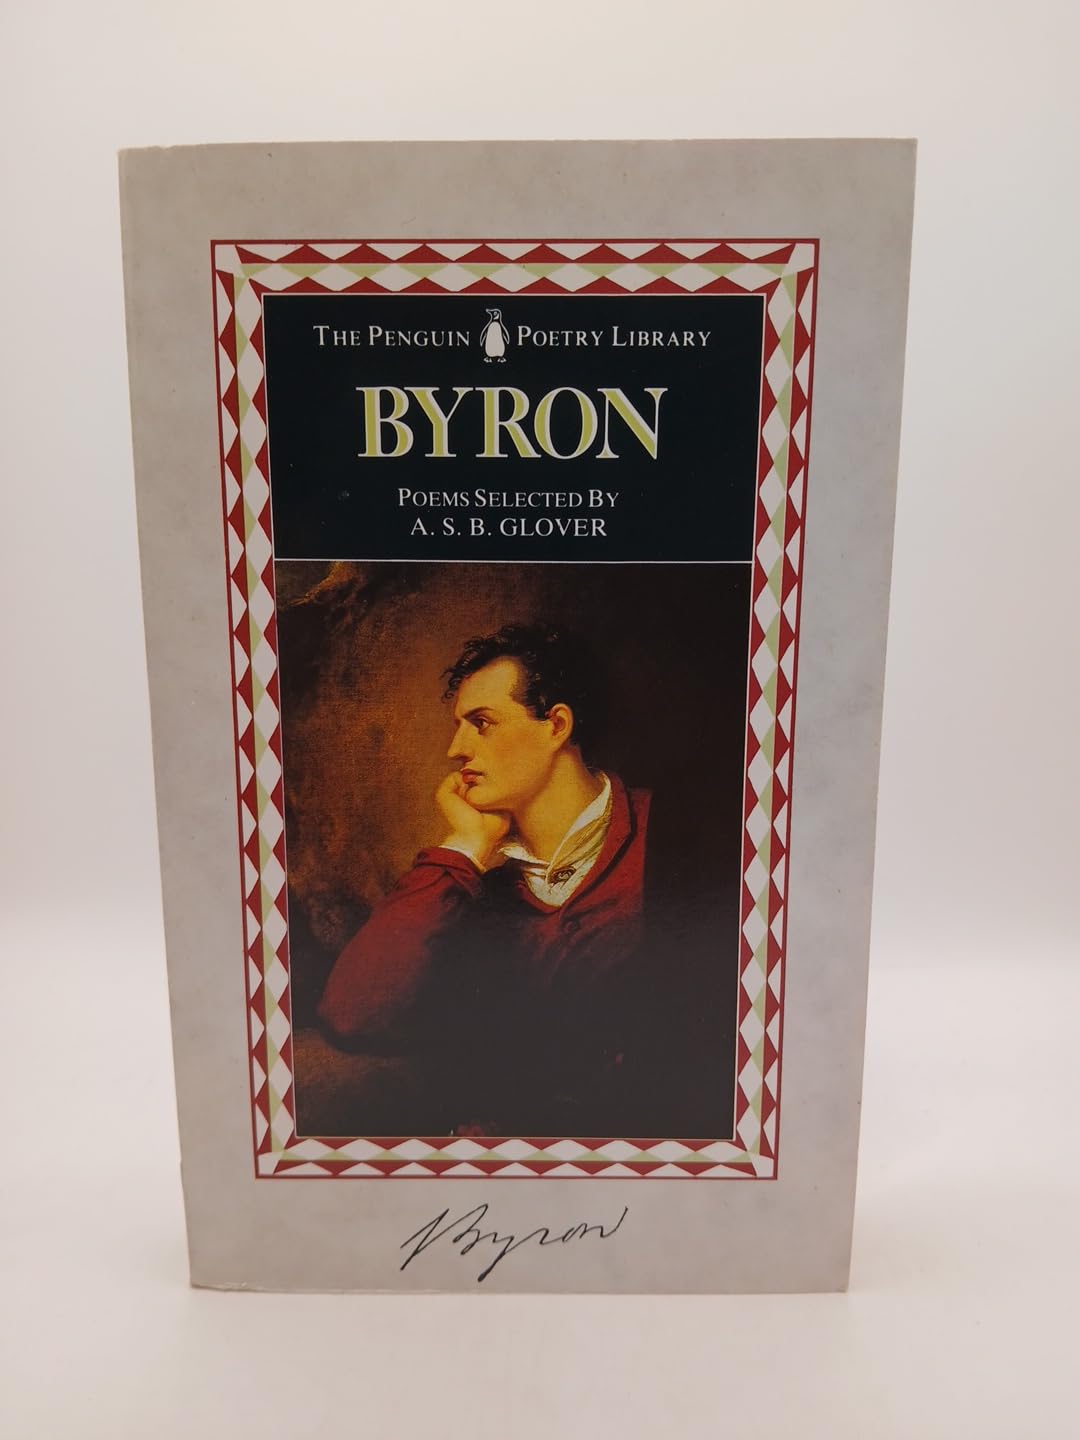 THE PENGUIN POETRY LIBRARY
BYRON
POEMS SELECTED BY
A. S. B. GLOVER
Byron